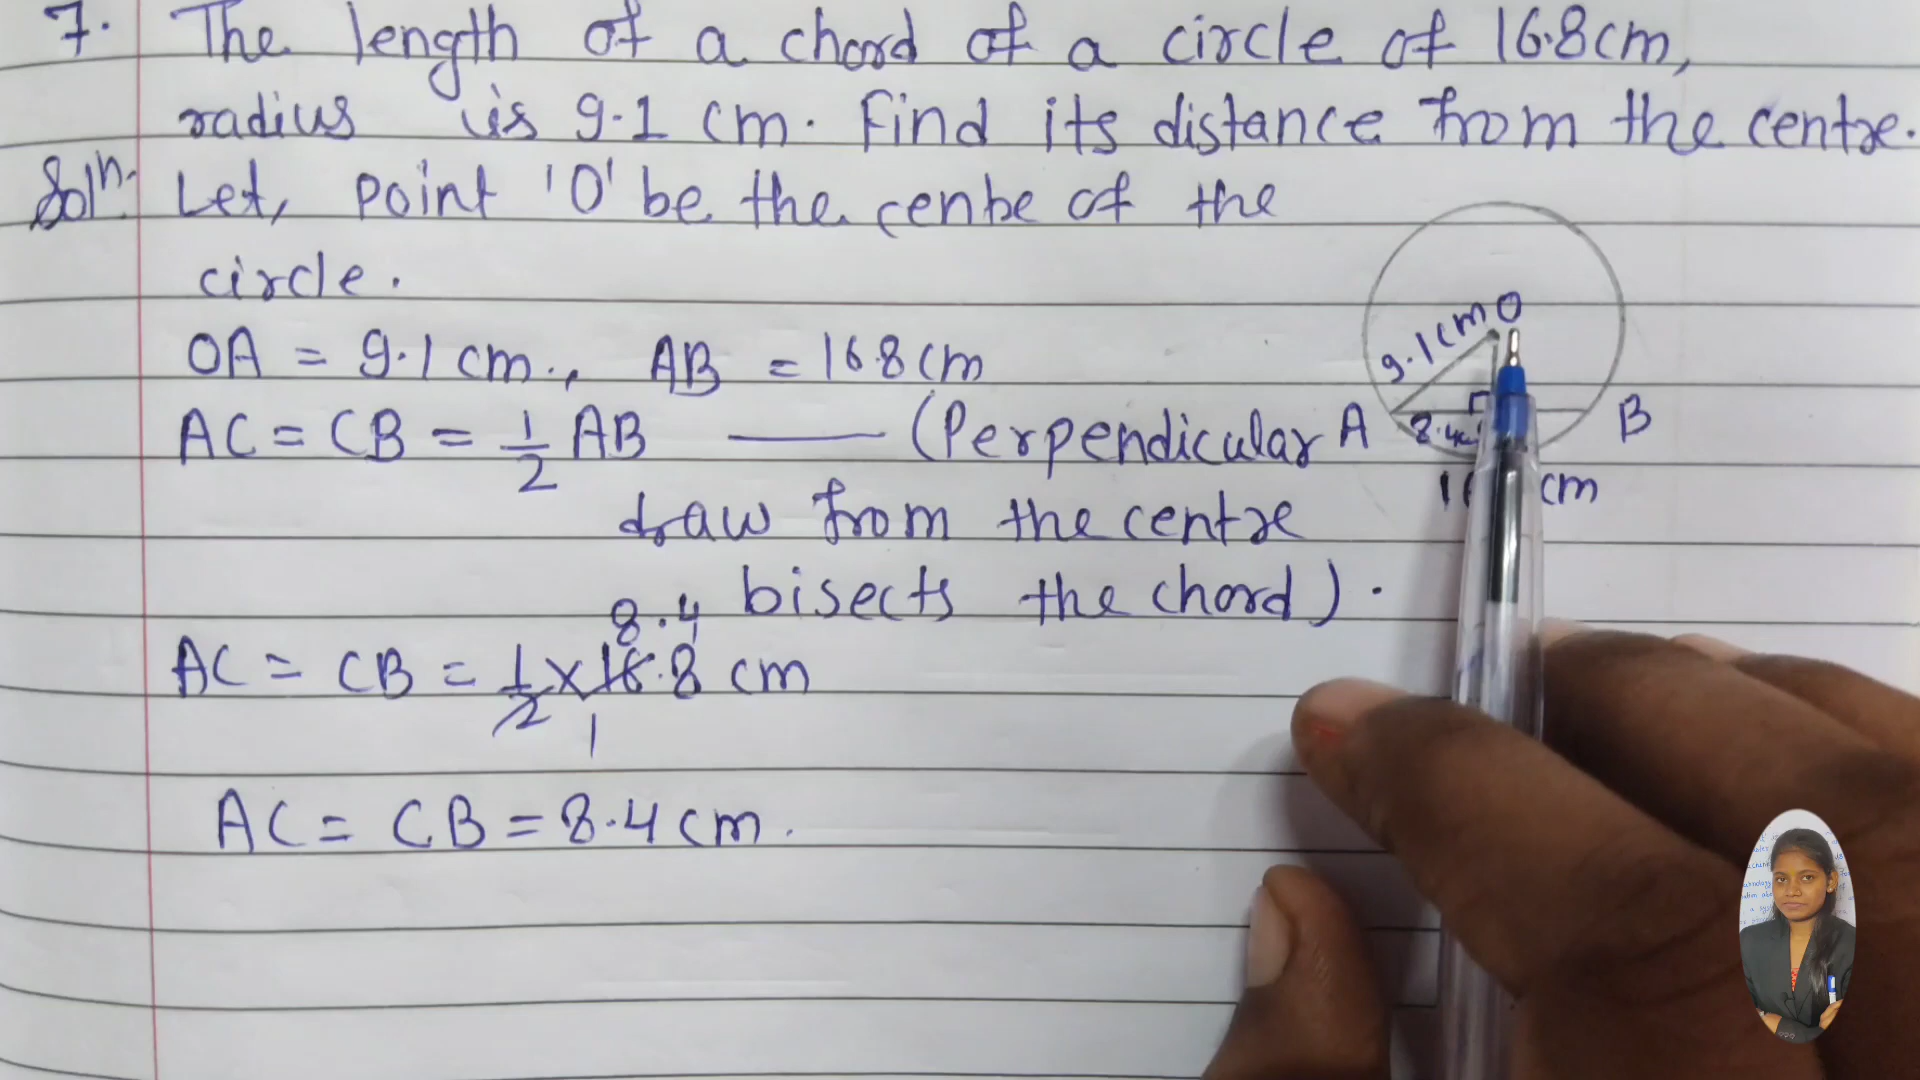 7. The length of a chord of a circle of 16.8cm,
radius is 9.1 cm. Find its distance from the centre.
Soln. Let, point 'O' be the centre of the
circle.
OA = 9.1 cm., AB = 16.8 cm
AC = CB = 1/2 AB —— (Perpendicular
draw from the centre
bisects the chord).
8.4
AC = CB = 1/2 x 16.8 cm
1
AC = CB = 8.4 cm.
O
9.1cm
A
8.4
B
cm